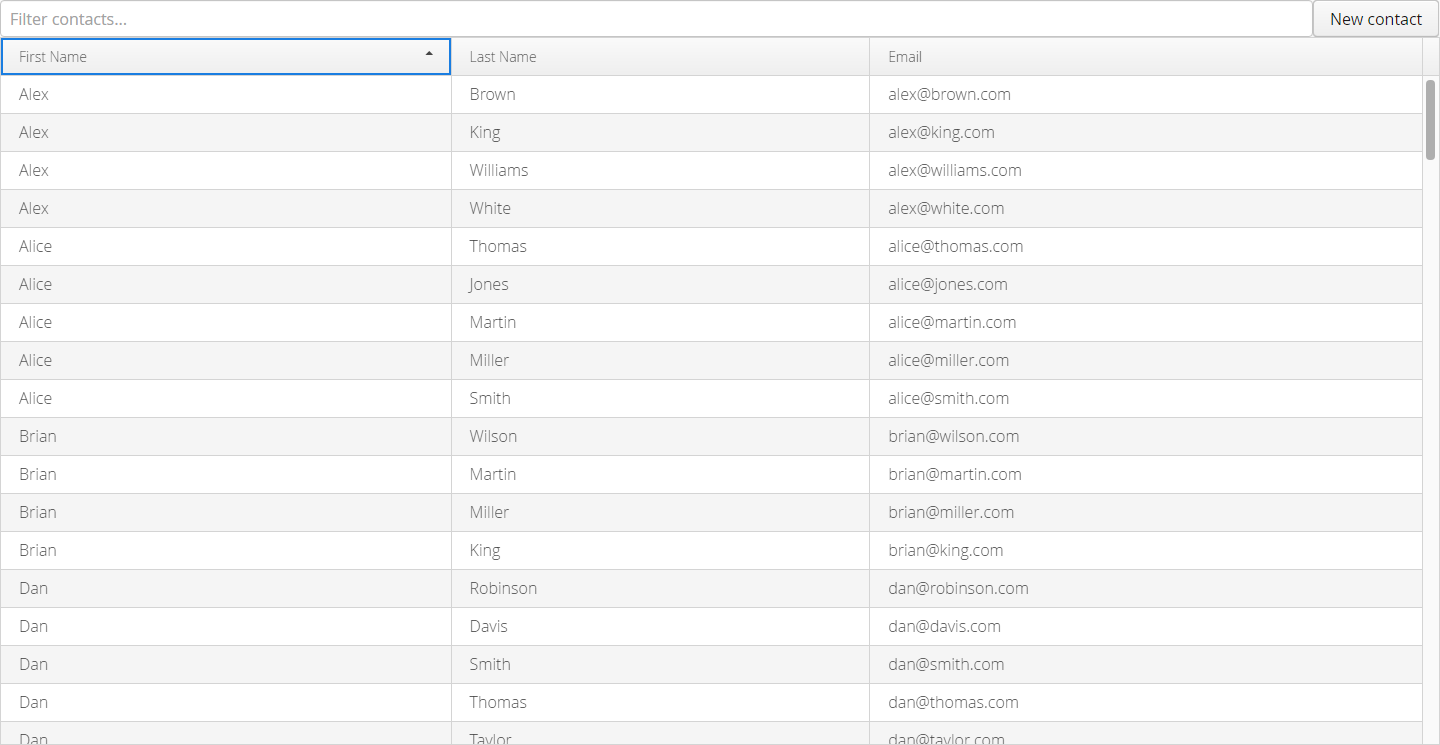 Filter contacts... New contact
First Name Last Name Email
Alex Brown alex@brown.com
Alex King alex@king.com
Alex Williams alex@williams.com
Alex White alex@white.com
Alice Thomas alice@thomas.com
Alice Jones alice@jones.com
Alice Martin alice@martin.com
Alice Miller alice@miller.com
Alice Smith alice@smith.com
Brian Wilson brian@wilson.com
Brian Martin brian@martin.com
Brian Miller brian@miller.com
Brian King brian@king.com
Dan Robinson dan@robinson.com
Dan Davis dan@davis.com
Dan Smith dan@smith.com
Dan Thomas dan@thomas.com
Dan Taylor dan@taylor.com